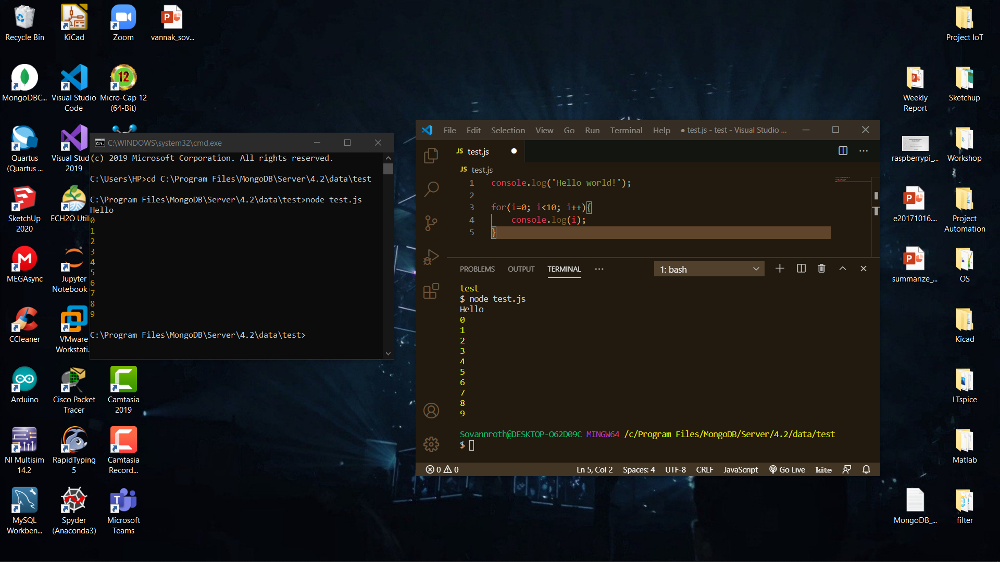 Recycle Bin
KiCad
Zoom
vannak_sov...
MongoDBC...
Visual Studio
Code
Micro-Cap 12
(64-Bit)
12
Quartus
(Quartus ...
Visual Stud
2019
SketchUp
2020
ECH2O Util
MEGAsync
Jupyter
Notebook
CCleaner
VMware
Workstati.
Arduino
Cisco Packet
Tracer
Camtasia
2019
NI Multisim
14.2
RapidTyping
5
Camtasia
Record...
MySQL
Workben...
Spyder
(Anaconda3)
Microsoft
Teams
C:\WINDOWS\system32\cmd.exe
(c) 2019 Microsoft Corporation. All rights reserved.
C:\Users\HP>cd C:\Program Files\MongoDB\Server\4.2\data\test
C:\Program Files\MongoDB\Server\4.2\data\test>node test.js
Hello
0
1
2
3
4
5
6
7
8
9
C:\Program Files\MongoDB\Server\4.2\data\test>
File Edit Selection View Go Run Terminal Help ● test.js - test - Visual Studio ...
JS test.js ●
JS test.js
1 console.log('Hello world!');
2
3 for(i=0; i<10; i++){
4 console.log(i);
5 }
PROBLEMS OUTPUT TERMINAL ... 1: bash
test
$ node test.js
Hello
0
1
2
3
4
5
6
7
8
9
Sovannroth@DESKTOP-O62D09C MINGW64 /c/Program Files/MongoDB/Server/4.2/data/test
$
0 0 Ln 5, Col 2 Spaces: 4 UTF-8 CRLF JavaScript Go Live kite
Project IoT
Weekly
Report
Sketchup
raspberrypi_...
Workshop
e20171016....
Project
Automation
summarize_...
OS
Kicad
LTspice
Matlab
MongoDB_...
filter